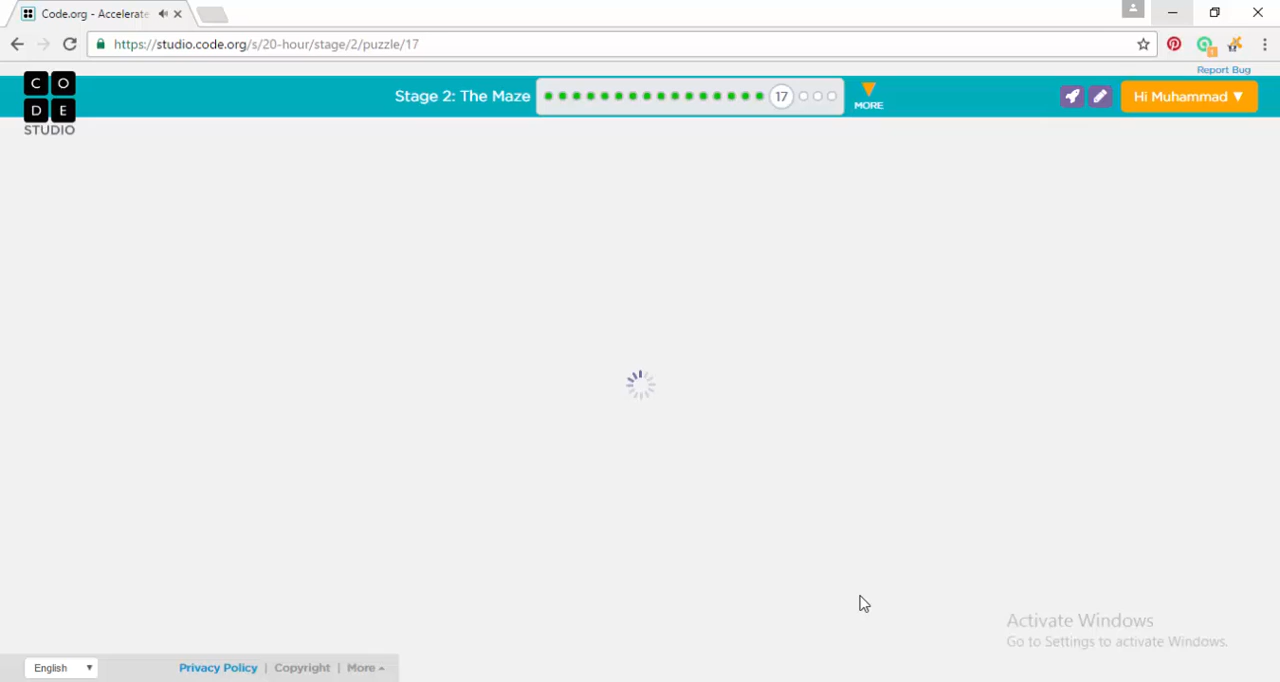 Code.org - Accelerate
https://studio.code.org/s/20-hour/stage/2/puzzle/17
Report Bug
C O
D E
STUDIO
Stage 2: The Maze
17
MORE
Hi Muhammad ▼
1
Activate Windows
Go to Settings to activate Windows.
English
Privacy Policy | Copyright | More